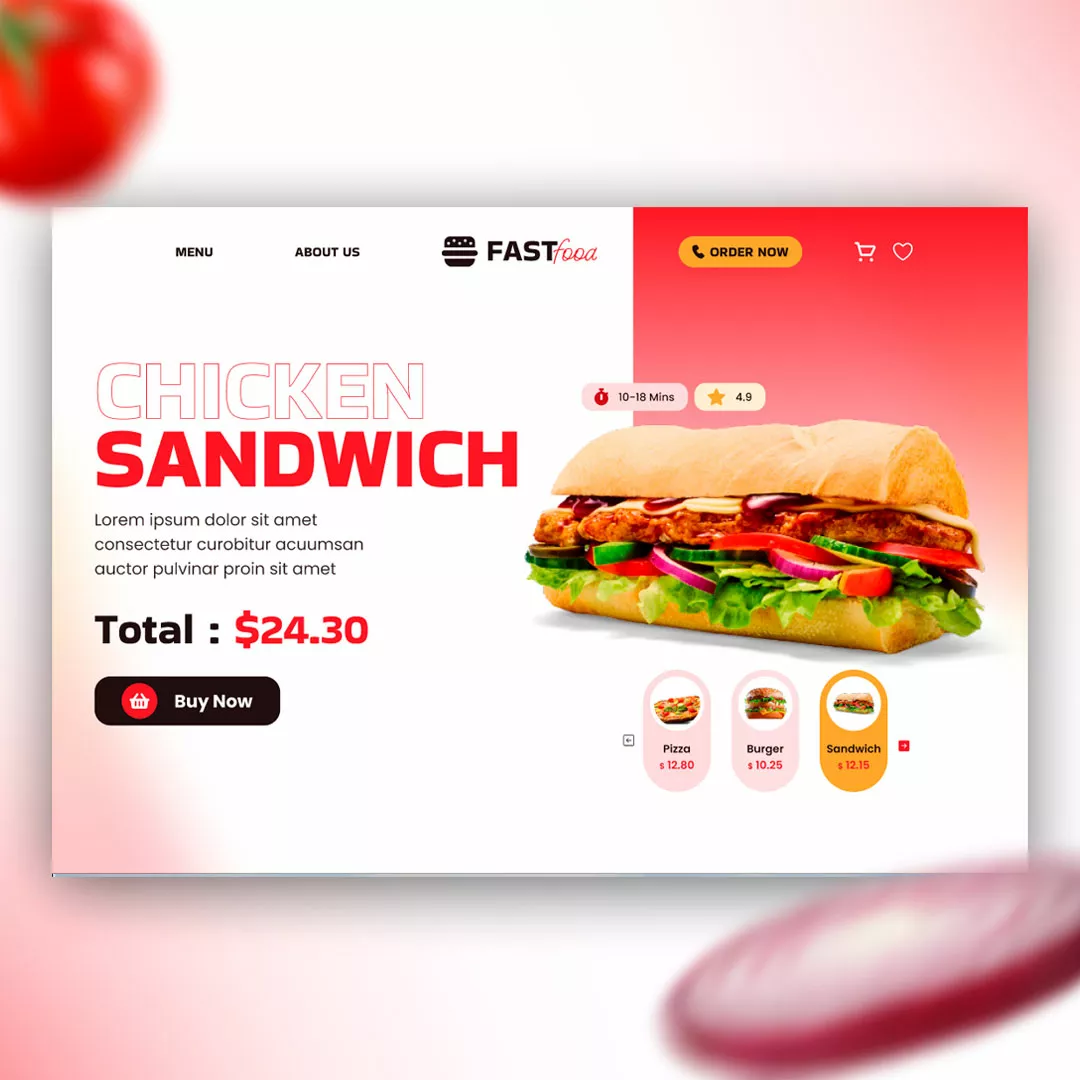 MENU
ABOUT US
FASTfood
ORDER NOW
CHICKEN
SANDWICH
10-18 Mins
4.9
Lorem ipsum dolor sit amet
consectetur curobitur acuumsan
auctor pulvinar proin sit amet
Total : $24.30
Buy Now
Pizza
$ 12.80
Burger
$ 10.25
Sandwich
$ 12.15